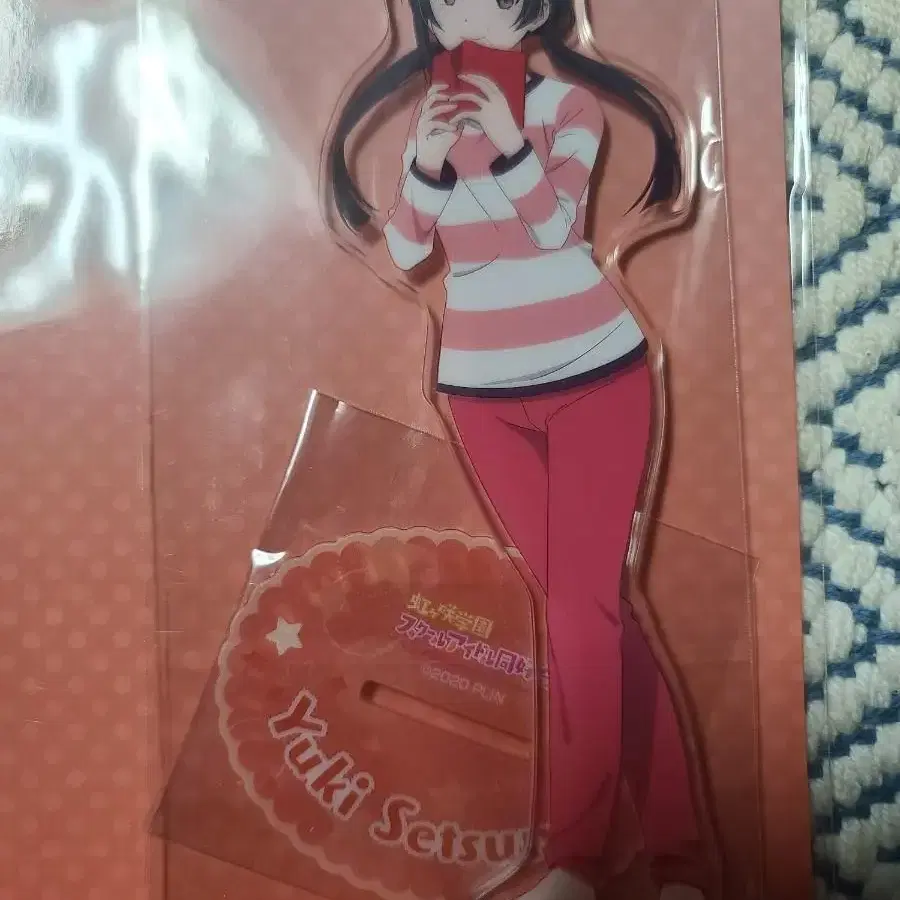 虹ヶ咲学園
スクールアイドル同好会
©2020 PL!N
Yuki Setsu